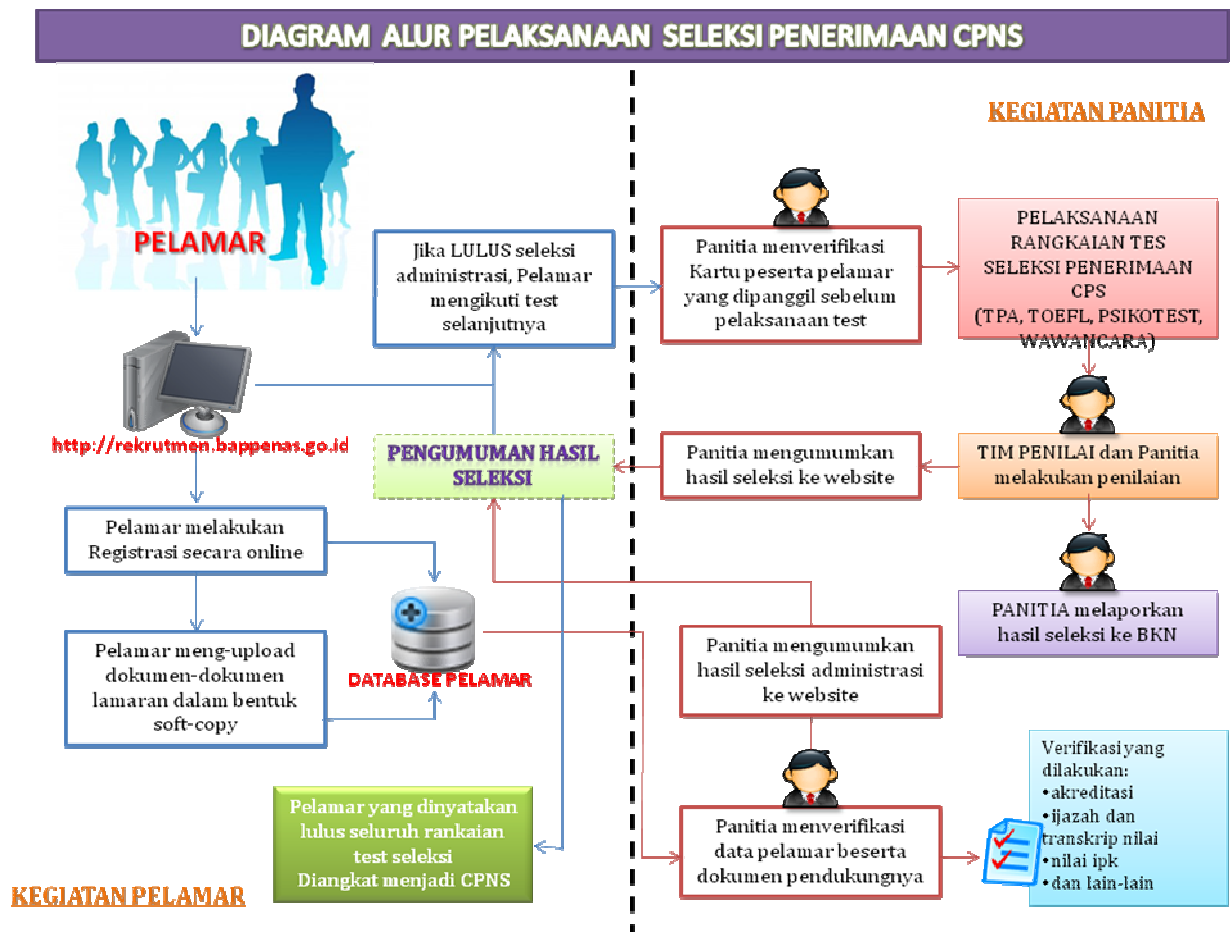 DIAGRAM ALUR PELAKSANAAN SELEKSI PENERIMAAN CPNS
KEGIATAN PANITIA
PELAMAR
http://rekrutmen.bappenas.go.id
Jika LULUS seleksi
administrasi, Pelamar
mengikuti test
selanjutnya
Panitia menverifikasi
Kartu peserta pelamar
yang dipanggil sebelum
pelaksanaan test
PELAKSANAAN
RANGKAIAN TES
SELEKSI PENERIMAAN
CPS
(TPA, TOEFL, PSIKOTEST,
WAWANCARA)
PENGUMUMAN HASIL
SELEKSI
Panitia mengumumkan
hasil seleksi ke website
TIM PENILAI dan Panitia
melakukan penilaian
Pelamar melakukan
Registrasi secara online
Pelamar meng-upload
dokumen-dokumen
lamaran dalam bentuk
soft-copy
DATABASE PELAMAR
Panitia mengumumkan
hasil seleksi administrasi
ke website
PANITIA melaporkan
hasil seleksi ke BKN
Pelamar yang dinyatakan
lulus seluruh rankaian
test seleksi
Diangkat menjadi CPNS
Panitia menverifikasi
data pelamar beserta
dokumen pendukungnya
Verifikasi yang
dilakukan:
•akreditasi
•ijazah dan
transkrip nilai
•nilai ipk
•dan lain-lain
KEGIATAN PELAMAR